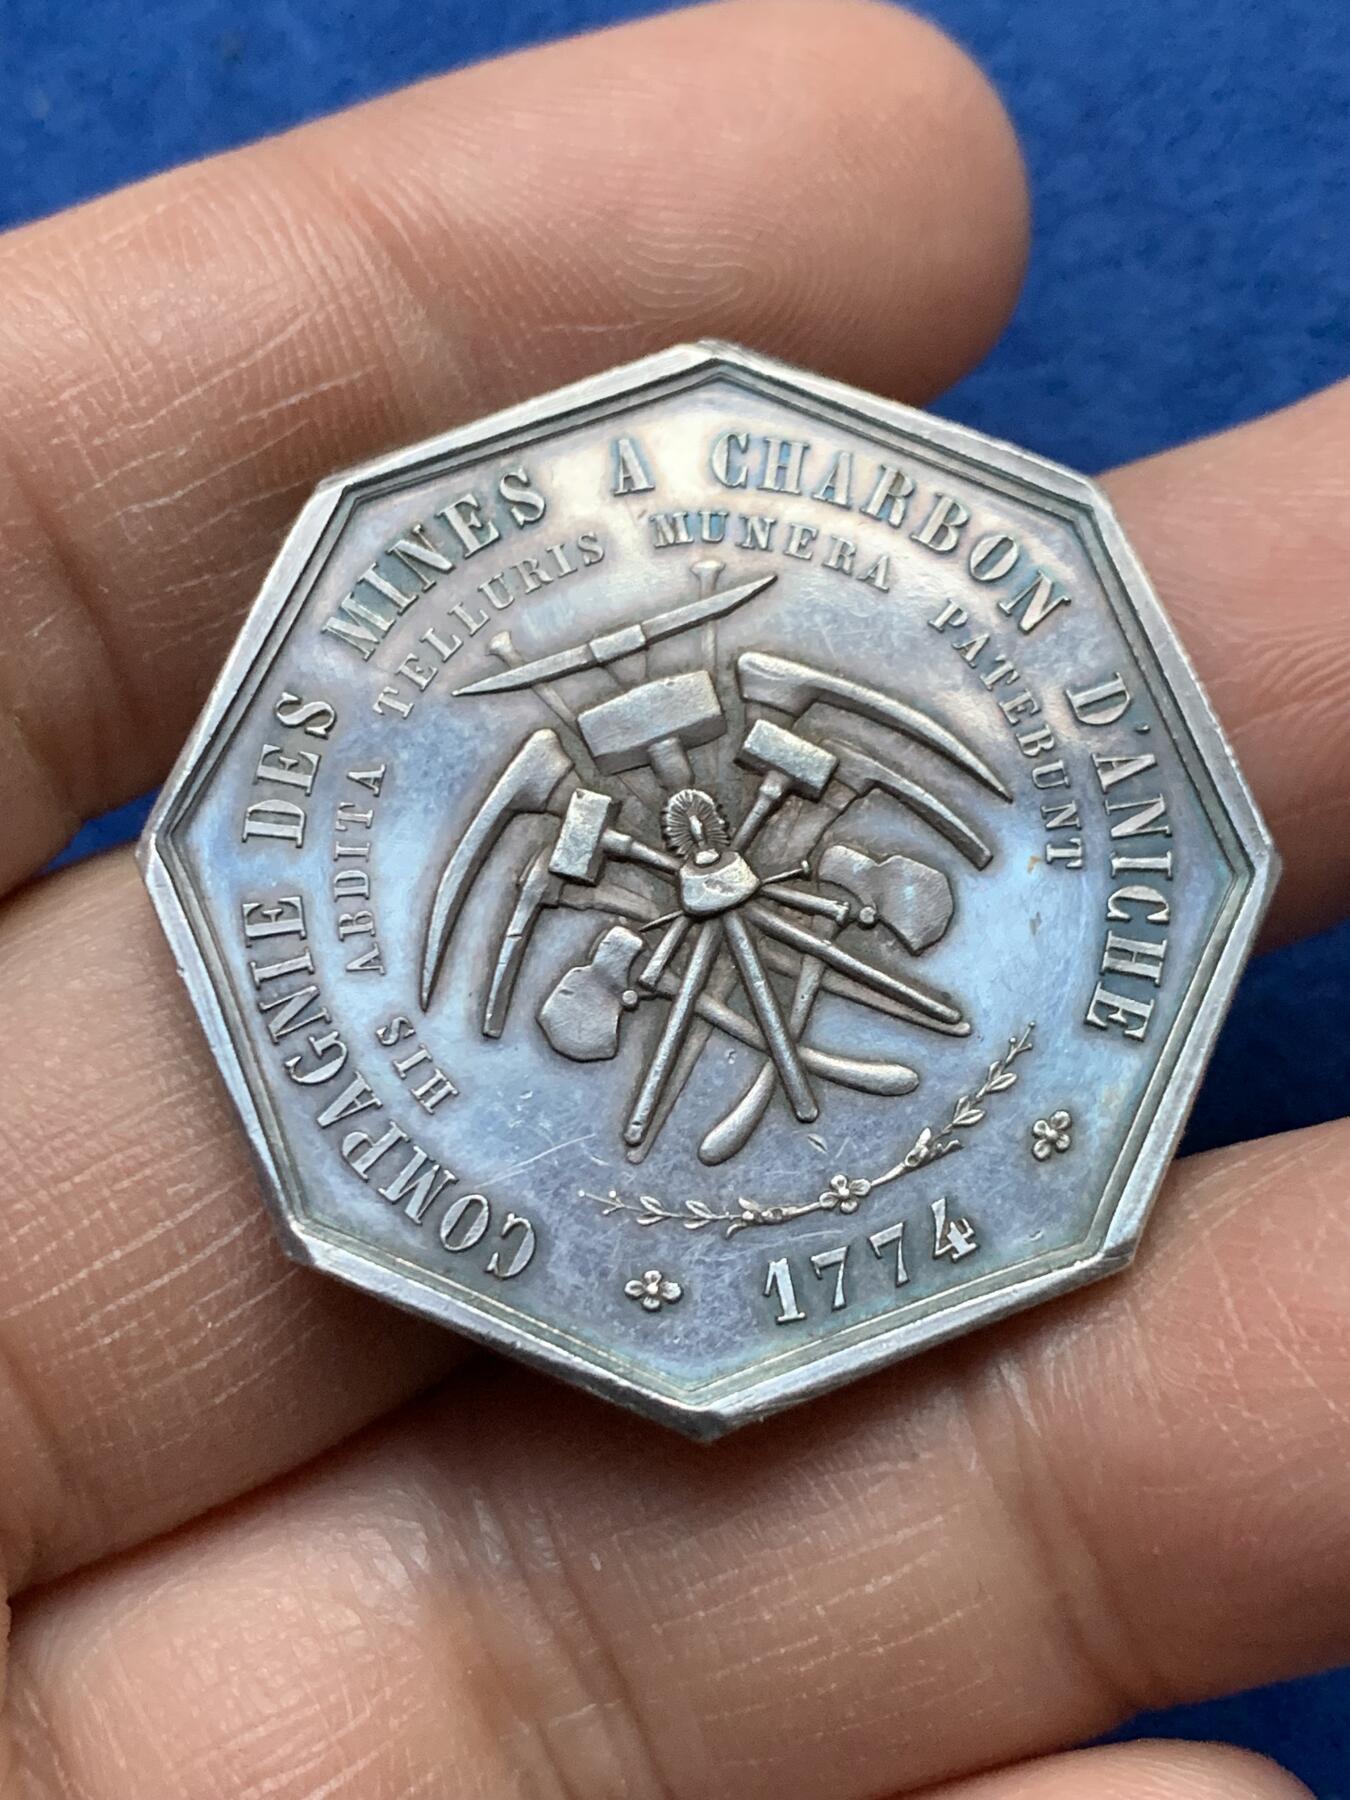 COMPAGNIE DES MINES A CHARBON D'ANICHE
HIS ABDITA TELLURIS MUNERA PATEBUNT
1774